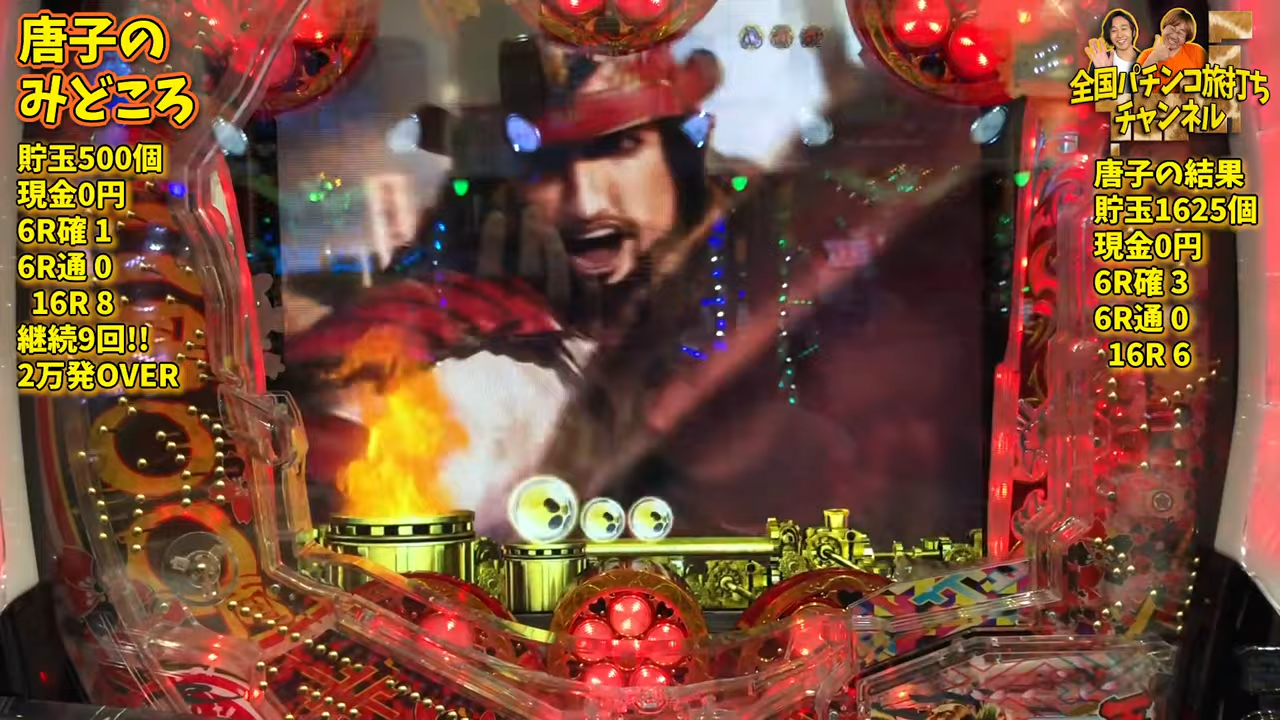 唐子の
みどころ
貯玉500個
現金0円
6R確 1
6R通 0
16R 8
継続9回!!
2万発OVER
全国パチンコ旅打ち
チャンネル
唐子の結果
貯玉1625個
現金0円
6R確 3
6R通 0
16R 6